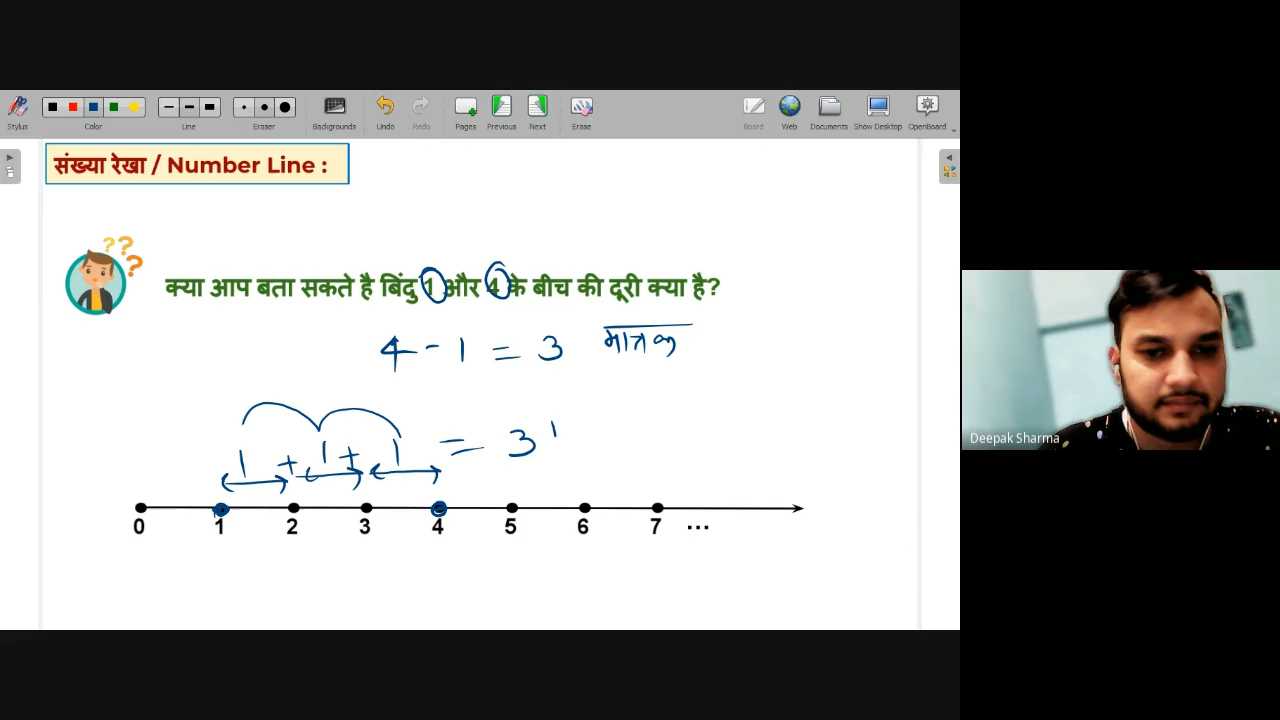 Stylus Color Line Eraser Backgrounds Undo Redo Pages Previous Next Erase Board Web Documents Show Desktop OpenBoard
संख्या रेखा / Number Line :
???
क्या आप बता सकते है बिंदु 1 और 4 के बीच की दूरी क्या है?
4 - 1 = 3 मात्रक
1 + 1 + 1 = 3
0 1 2 3 4 5 6 7 ...
Deepak Sharma